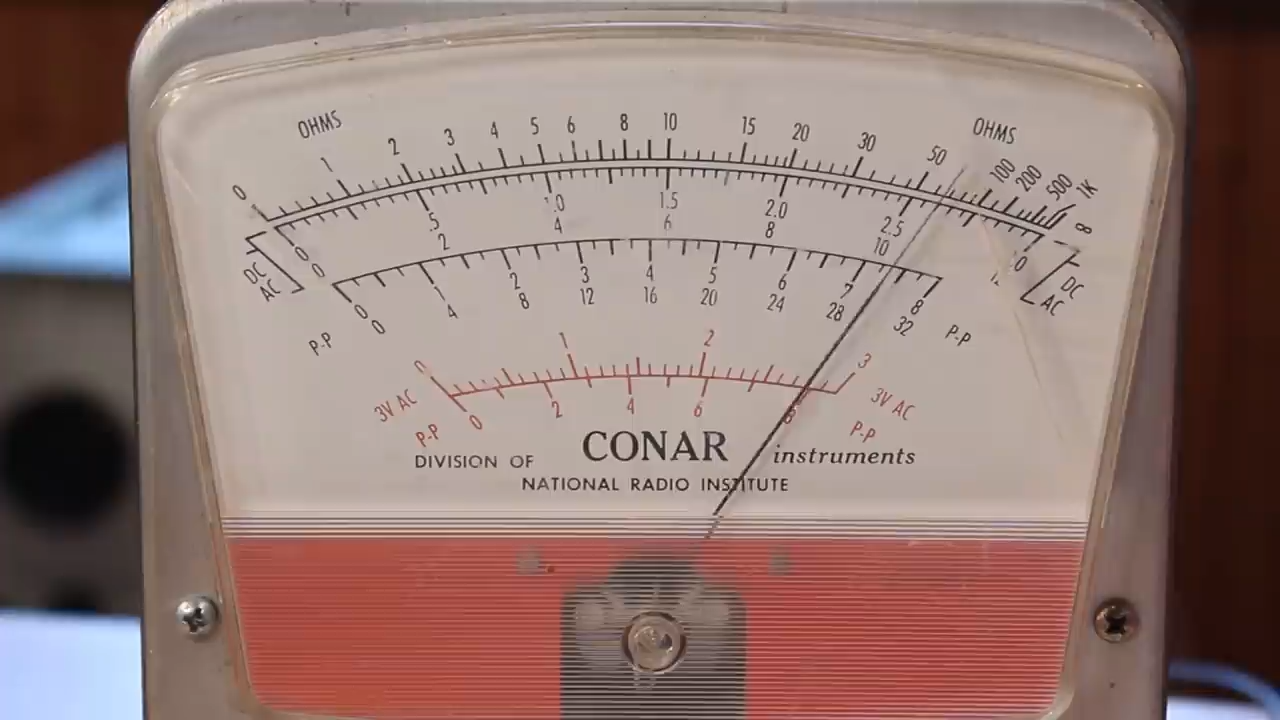 OHMS OHMS
0 1 2 3 4 5 6 8 10 15 20 30 50 100 200 500 1K ∞
0 .5 1.0 1.5 2.0 2.5
DC DC
0 2 4 6 8 10
AC AC
P-P 0 1 2 3 4 5 6 7 8 P-P
0 4 8 12 16 20 24 28 32
3V AC 0 1 2 3 3V AC
P-P 0 2 4 6 8 P-P
CONAR instruments
DIVISION OF
NATIONAL RADIO INSTITUTE